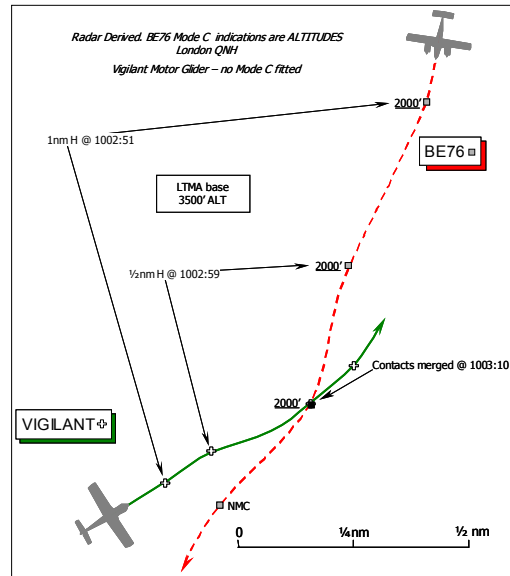 Radar Derived. BE76 Mode C indications are ALTITUDES
London QNH
Vigilant Motor Glider – no Mode C fitted
2000'
1nm H @ 1002:51
BE76
LTMA base
3500' ALT
2000'
½nm H @ 1002:59
Contacts merged @ 1003:10
2000'
VIGILANT
NMC
0
¼nm
½ nm